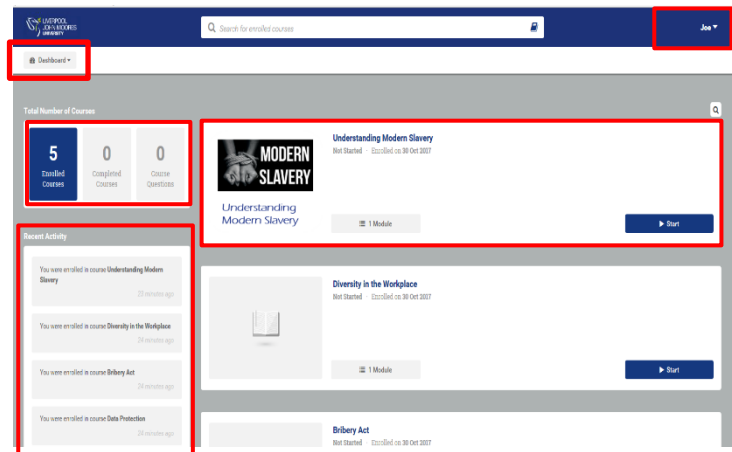 LIVERPOOL
JOHN MOORES
UNIVERSITY
Search for enrolled courses
Joe
Dashboard
Total Number of Courses
5
Enrolled
Courses
0
Completed
Courses
0
Course
Questions
MODERN
SLAVERY
Understanding
Modern Slavery
Understanding Modern Slavery
Not Started - Enrolled on 30 Oct 2017
1 Module
Start
Recent Activity
You were enrolled in course Understanding Modern
Slavery
23 minutes ago
You were enrolled in course Diversity in the Workplace
24 minutes ago
You were enrolled in course Bribery Act
24 minutes ago
You were enrolled in course Data Protection
24 minutes ago
Diversity in the Workplace
Not Started - Enrolled on 30 Oct 2017
1 Module
Start
Bribery Act
Not Started - Enrolled on 30 Oct 2017